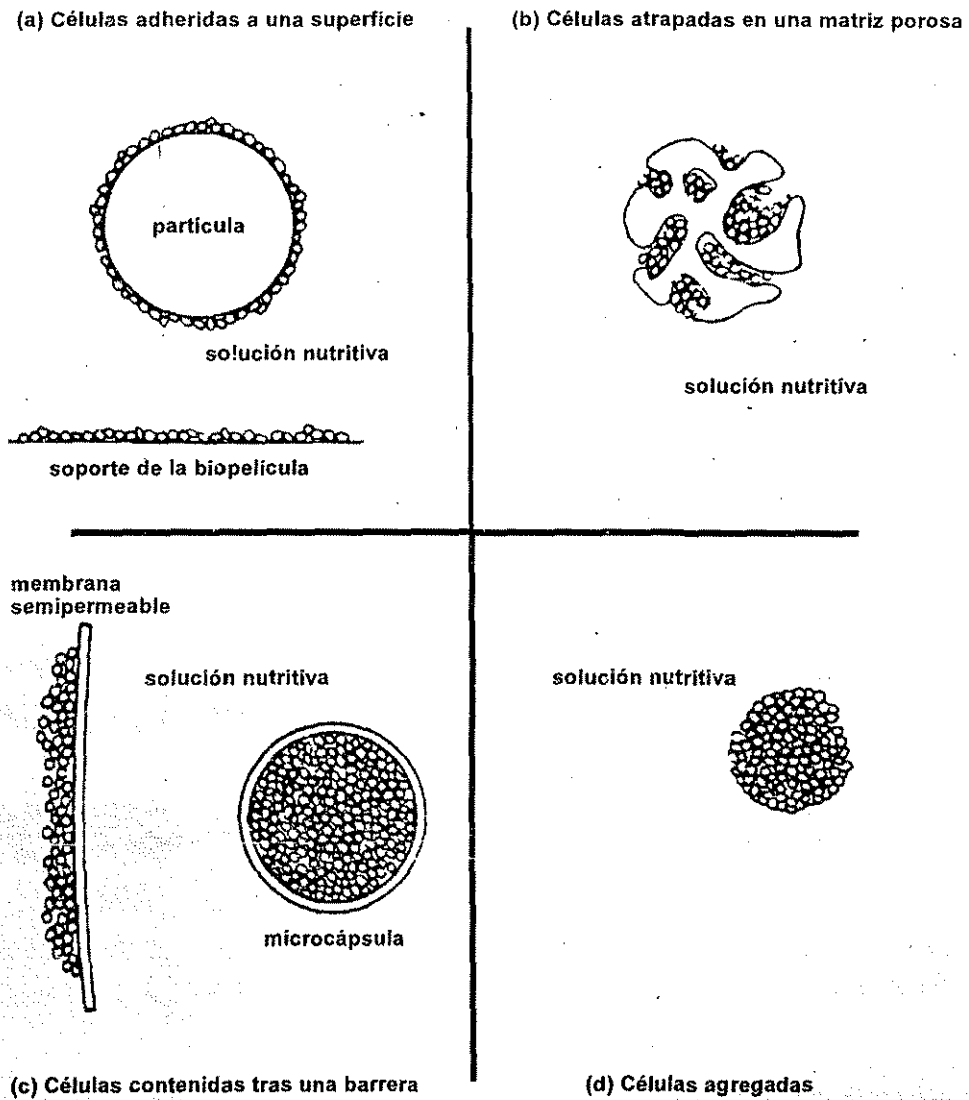 (a) Células adheridas a una superficie
(b) Células atrapadas en una matriz porosa
partícula
solución nutritiva
soporte de la biopelícula
solución nutritiva
membrana
semipermeable
solución nutritiva
microcápsula
(c) Células contenidas tras una barrera
solución nutritiva
(d) Células agregadas